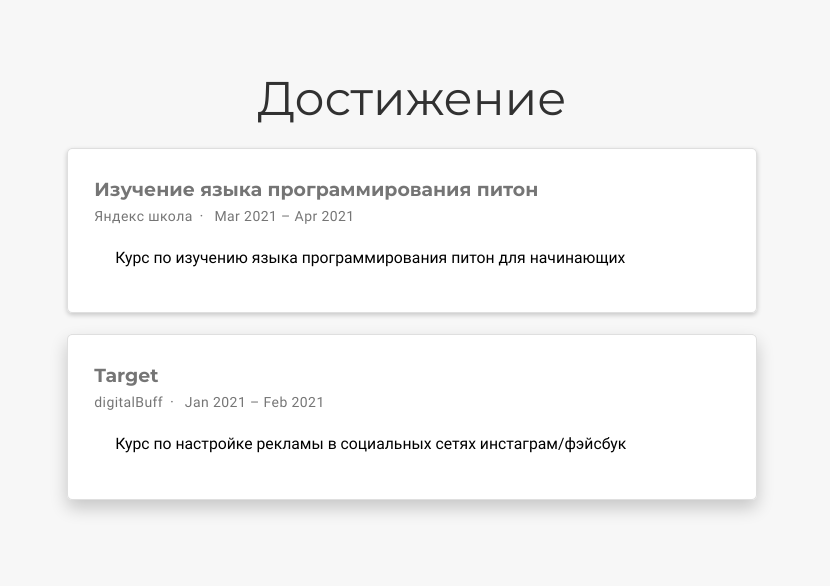 Достижение
Изучение языка программирования питон
Яндекс школа · Mar 2021 – Apr 2021
Курс по изучению языка программирования питон для начинающих
Target
digitalBuff · Jan 2021 – Feb 2021
Курс по настройке рекламы в социальных сетях инстаграм/фэйсбук